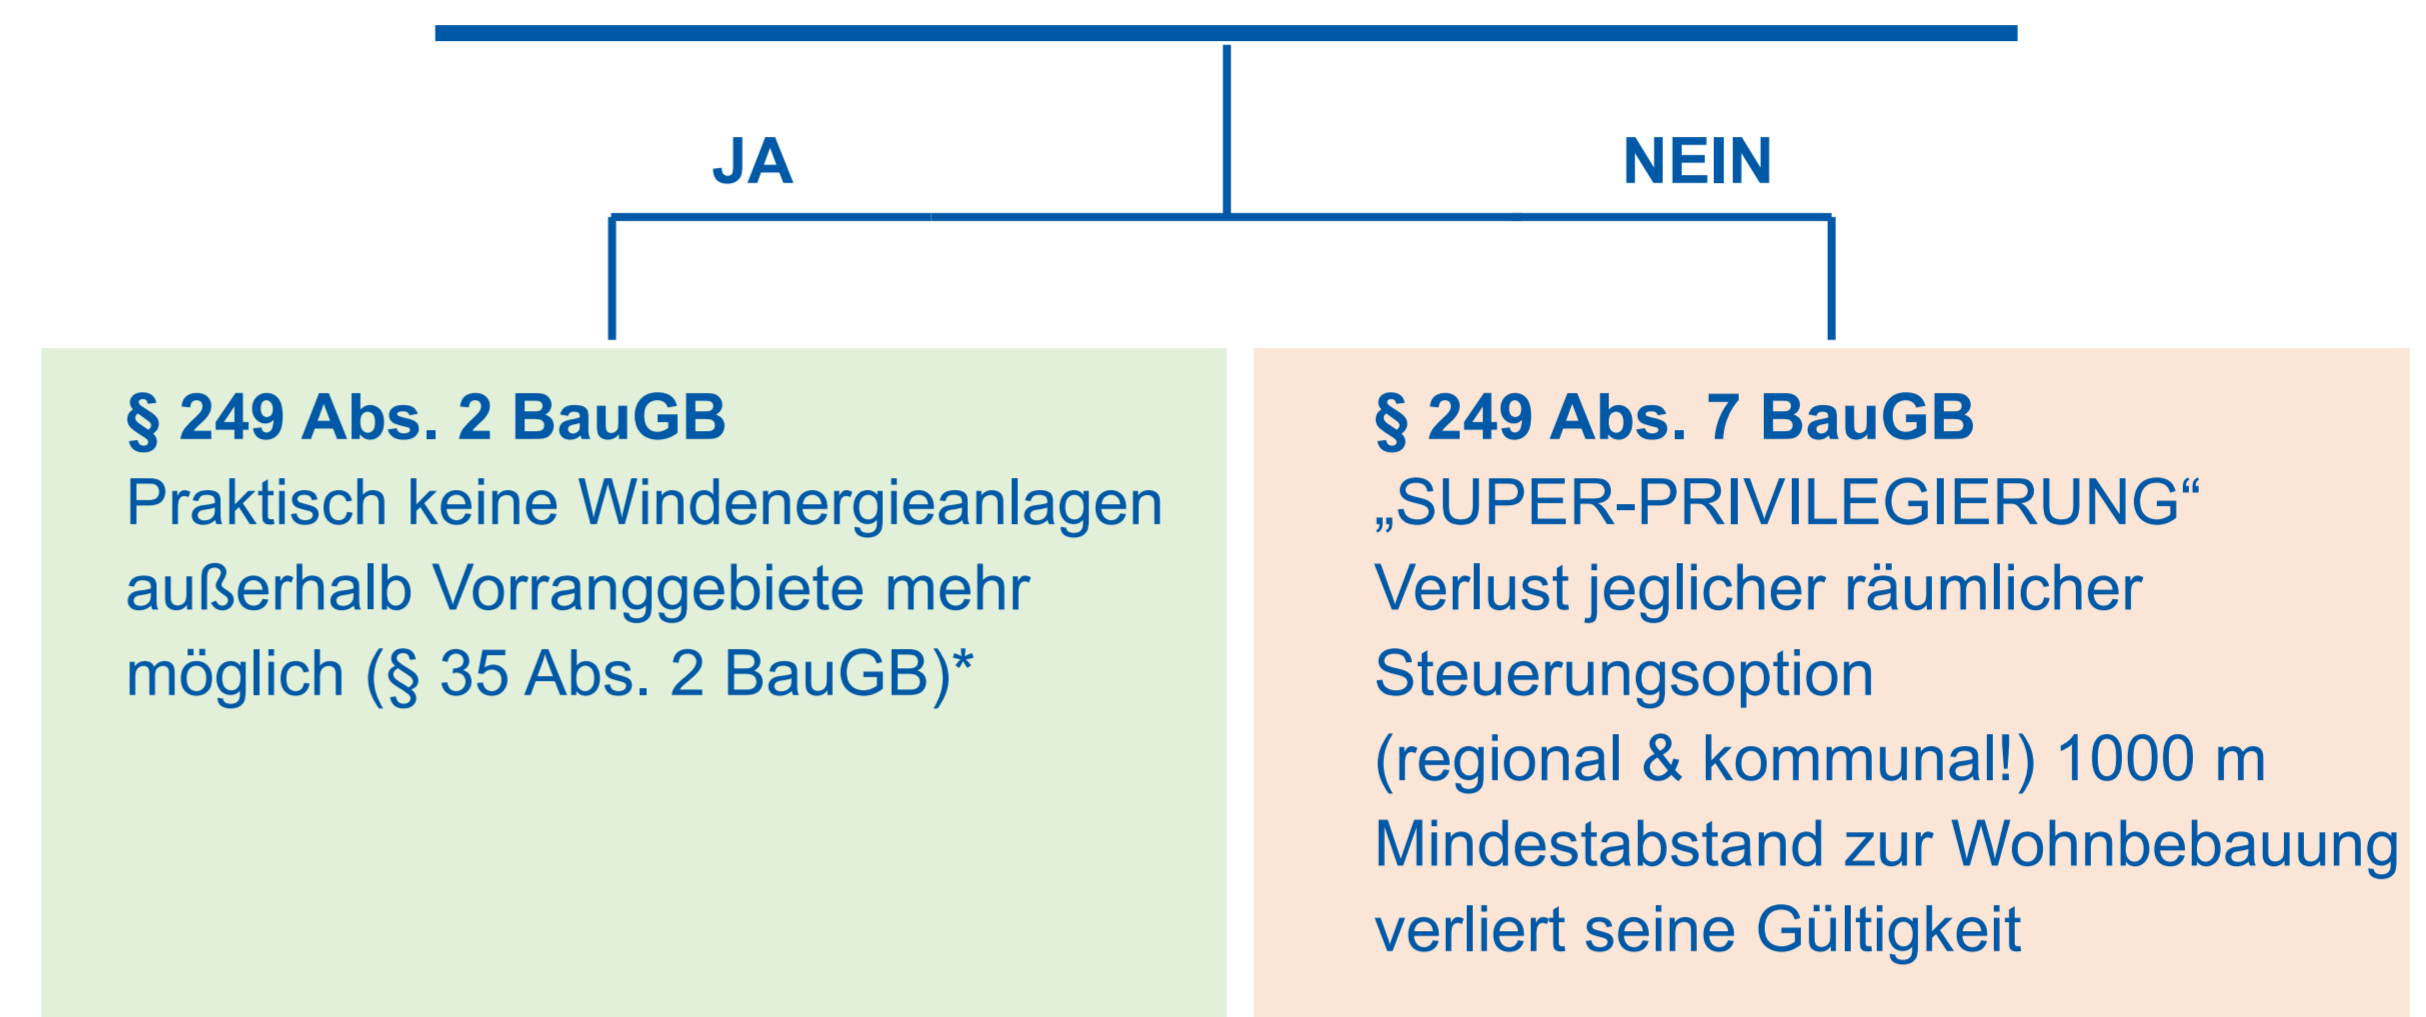 JA
NEIN
§ 249 Abs. 2 BauGB
Praktisch keine Windenergieanlagen
außerhalb Vorranggebiete mehr
möglich (§ 35 Abs. 2 BauGB)*
§ 249 Abs. 7 BauGB
„SUPER-PRIVILEGIERUNG“
Verlust jeglicher räumlicher
Steuerungsoption
(regional & kommunal!) 1000 m
Mindestabstand zur Wohnbebauung
verliert seine Gültigkeit